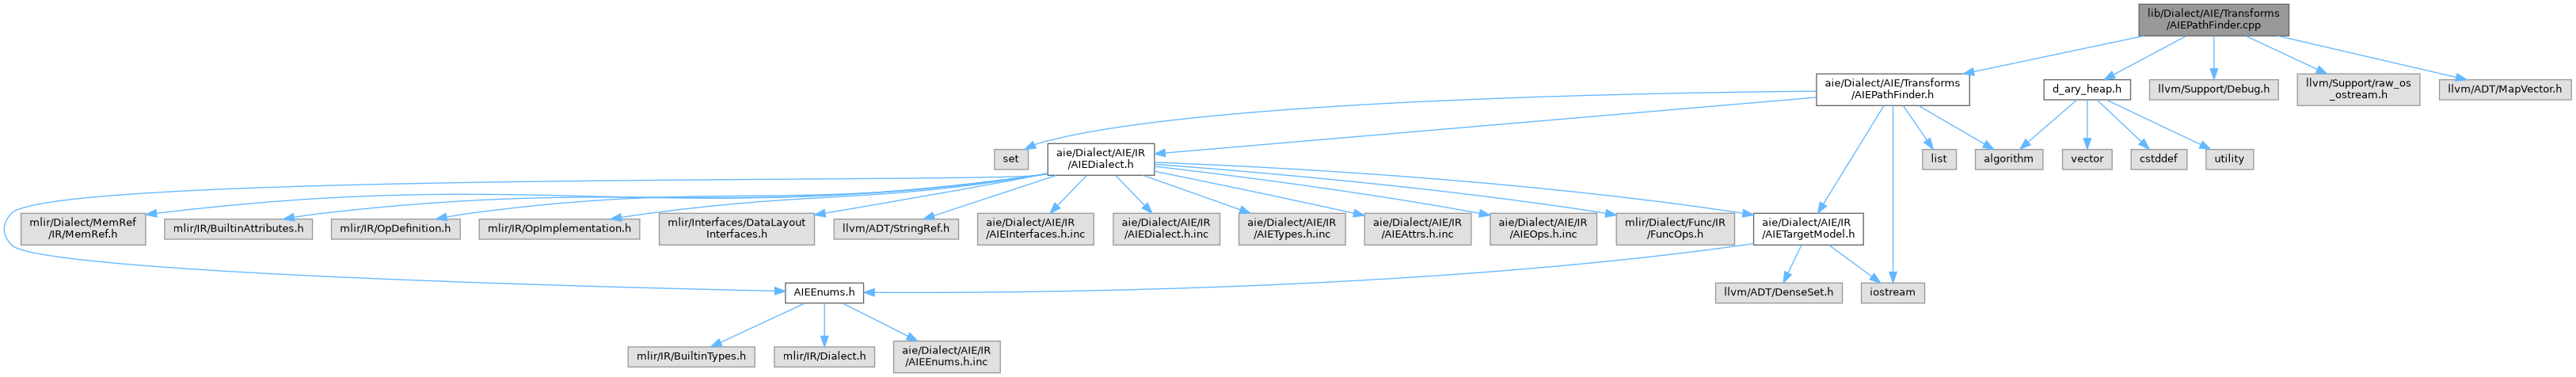 lib/Dialect/AIE/Transforms
/AIEPathFinder.cpp
aie/Dialect/AIE/Transforms
/AIEPathFinder.h
d_ary_heap.h
llvm/Support/Debug.h
llvm/Support/raw_os
_ostream.h
llvm/ADT/MapVector.h
set
aie/Dialect/AIE/IR
/AIEDialect.h
list
algorithm
vector
cstddef
utility
mlir/Dialect/MemRef
/IR/MemRef.h
mlir/IR/BuiltinAttributes.h
mlir/IR/OpDefinition.h
mlir/IR/OpImplementation.h
mlir/Interfaces/DataLayout
Interfaces.h
llvm/ADT/StringRef.h
aie/Dialect/AIE/IR
/AIEInterfaces.h.inc
aie/Dialect/AIE/IR
/AIEDialect.h.inc
aie/Dialect/AIE/IR
/AIETypes.h.inc
aie/Dialect/AIE/IR
/AIEAttrs.h.inc
aie/Dialect/AIE/IR
/AIEOps.h.inc
mlir/Dialect/Func/IR
/FuncOps.h
aie/Dialect/AIE/IR
/AIETargetModel.h
AIEEnums.h
llvm/ADT/DenseSet.h
iostream
mlir/IR/BuiltinTypes.h
mlir/IR/Dialect.h
aie/Dialect/AIE/IR
/AIEEnums.h.inc